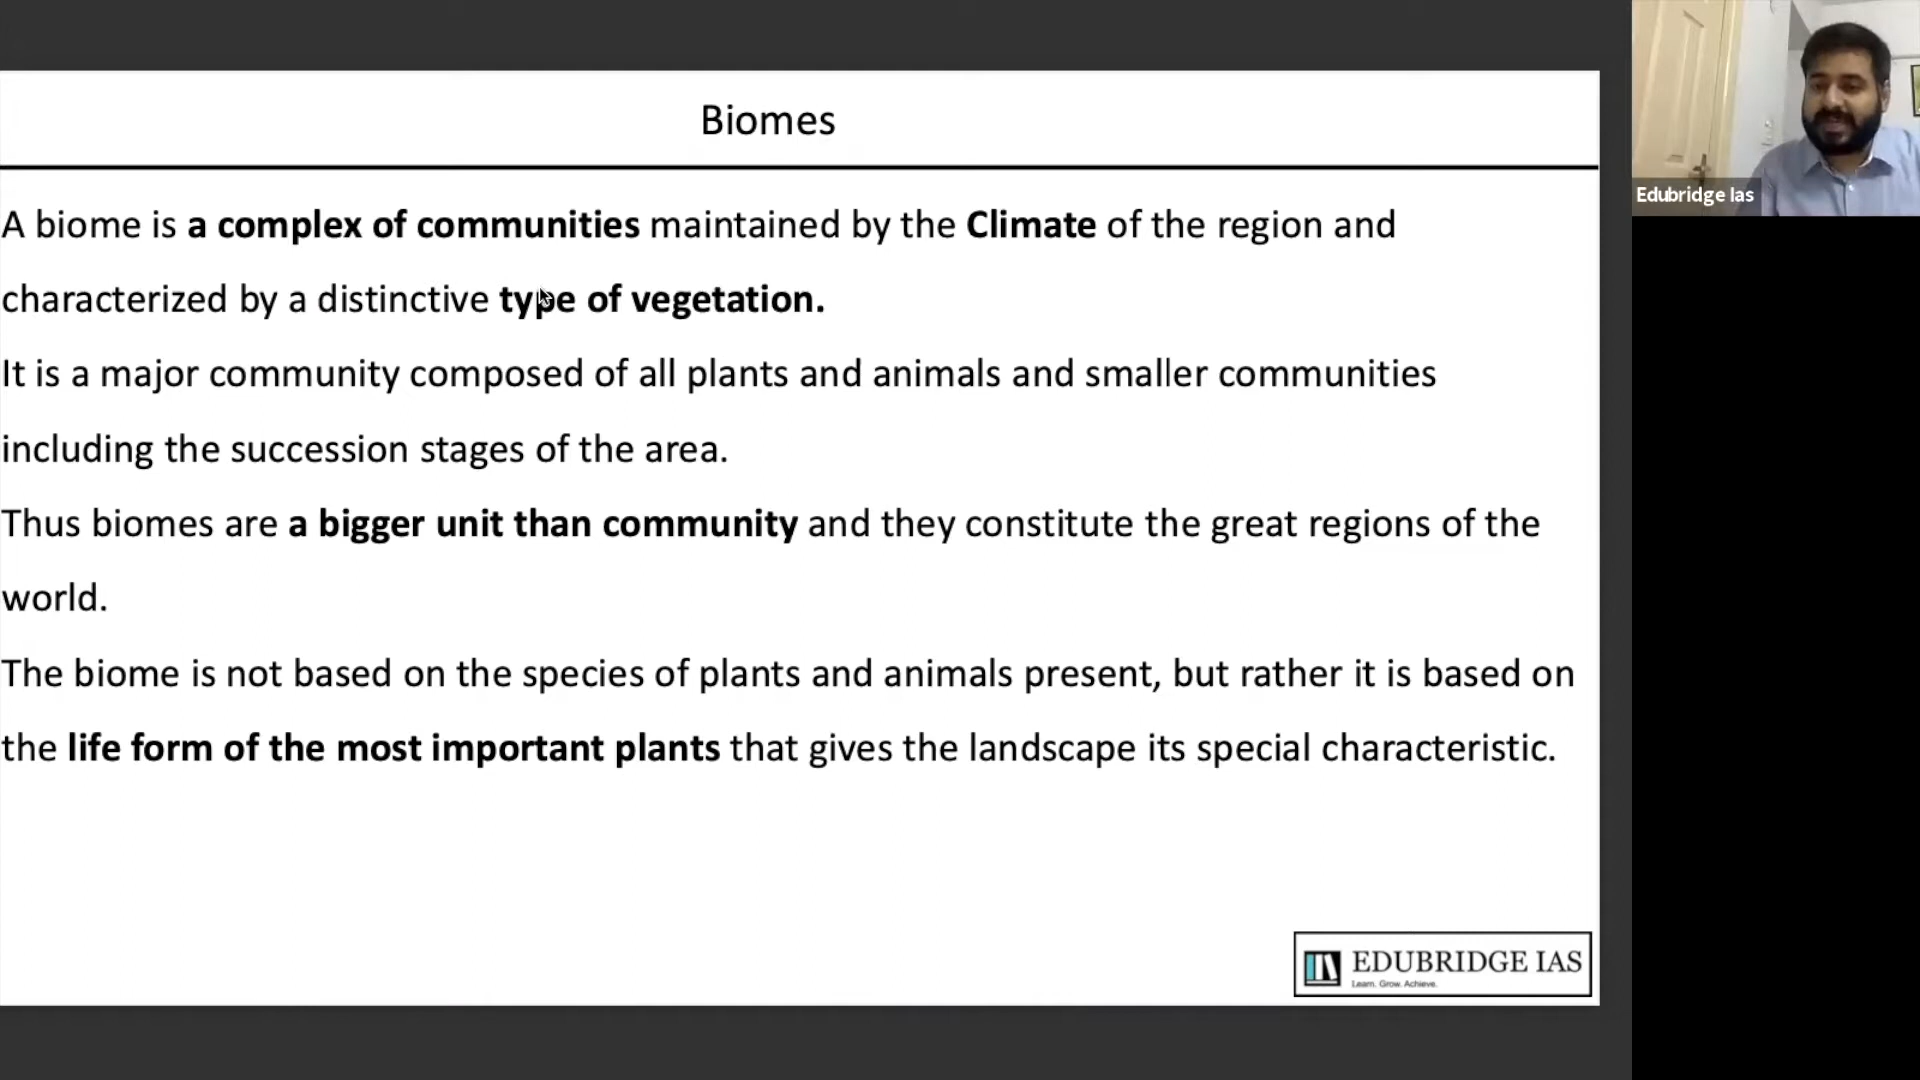 Biomes
A biome is a complex of communities maintained by the Climate of the region and
characterized by a distinctive type of vegetation.
It is a major community composed of all plants and animals and smaller communities
including the succession stages of the area.
Thus biomes are a bigger unit than community and they constitute the great regions of the
world.
The biome is not based on the species of plants and animals present, but rather it is based on
the life form of the most important plants that gives the landscape its special characteristic.
EDUBRIDGE IAS
Learn. Grow. Achieve.
Edubridge Ias